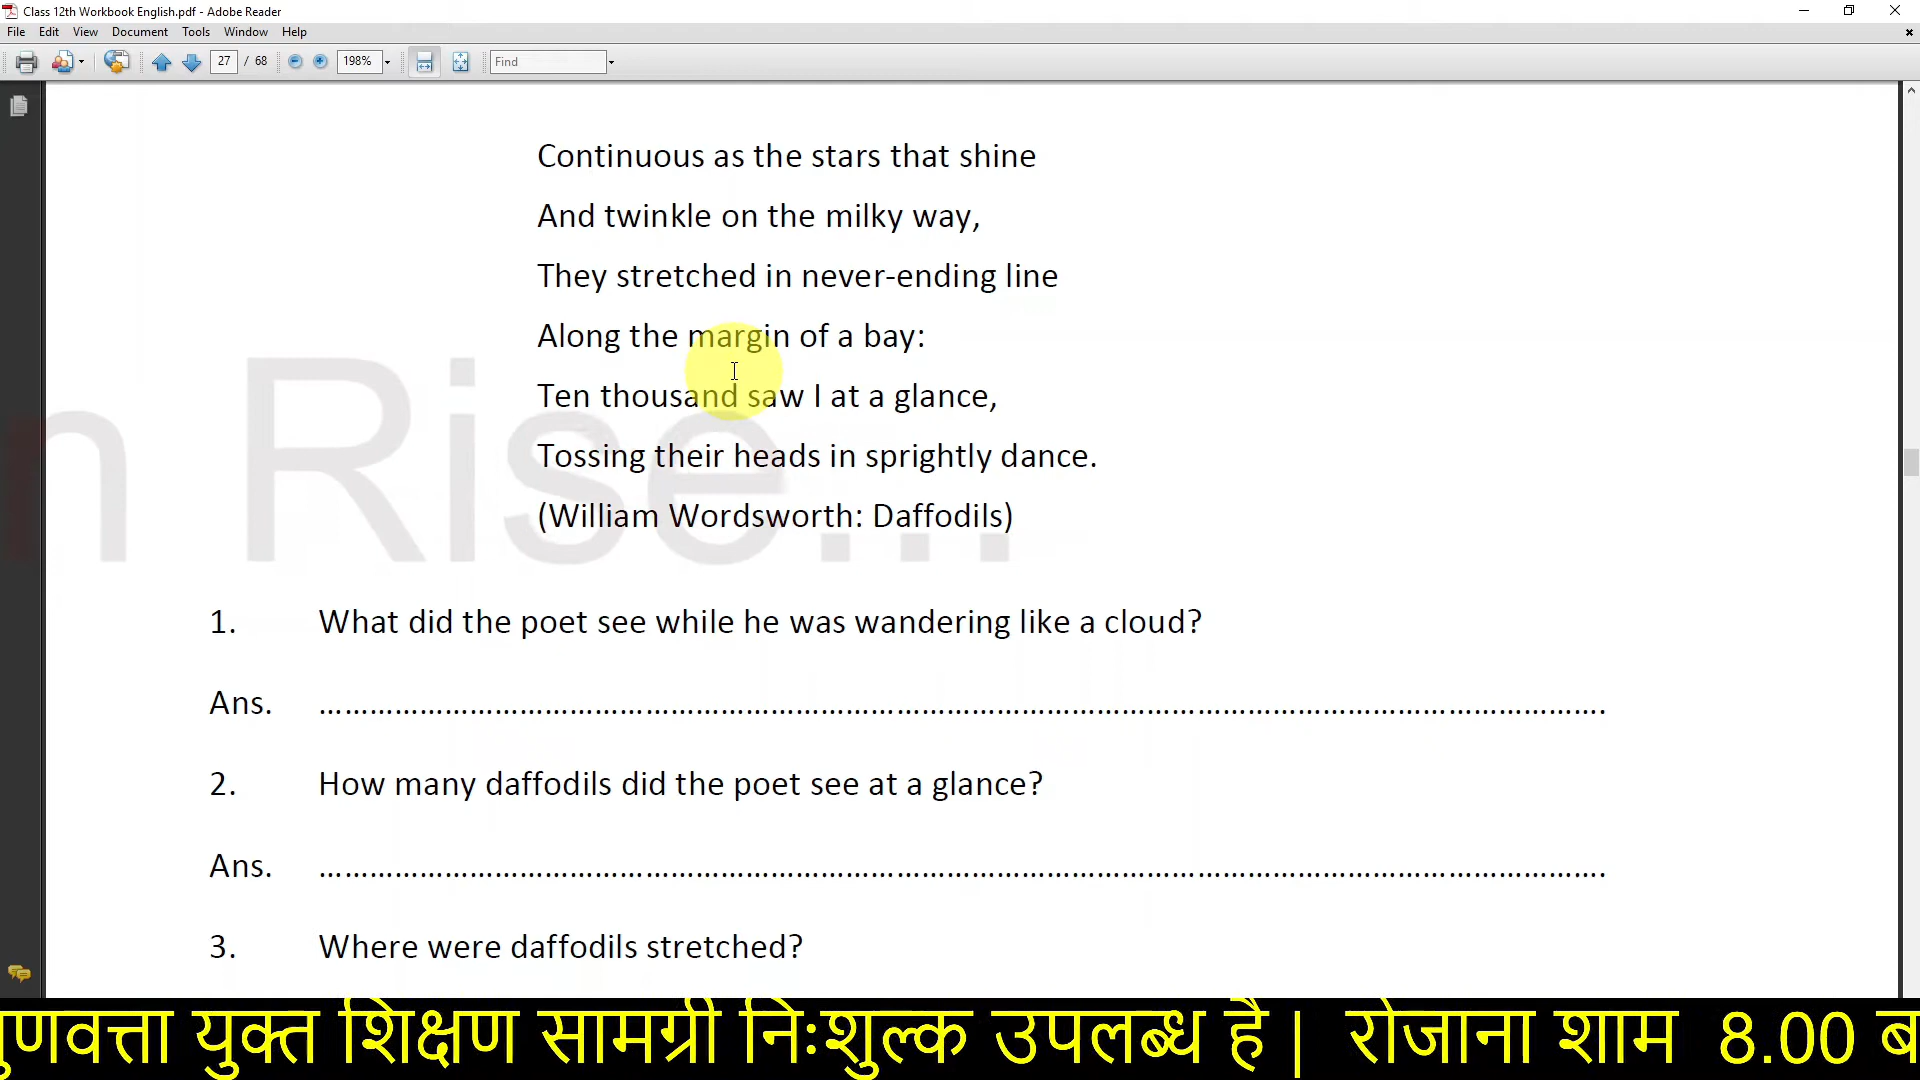 Class 12th Workbook English.pdf - Adobe Reader
File Edit View Document Tools Window Help
27 / 68 198% Find
Continuous as the stars that shine
And twinkle on the milky way,
They stretched in never-ending line
Along the margin of a bay:
Ten thousand saw I at a glance,
Tossing their heads in sprightly dance.
(William Wordsworth: Daffodils)
n Rise...
1. What did the poet see while he was wandering like a cloud?
Ans. ……………………………………………………………………………………………………………….
2. How many daffodils did the poet see at a glance?
Ans. ……………………………………………………………………………………………………………….
3. Where were daffodils stretched?
युक्त शिक्षण सामग्री निःशुल्क उपलब्ध है | रोजाना शाम 8.00